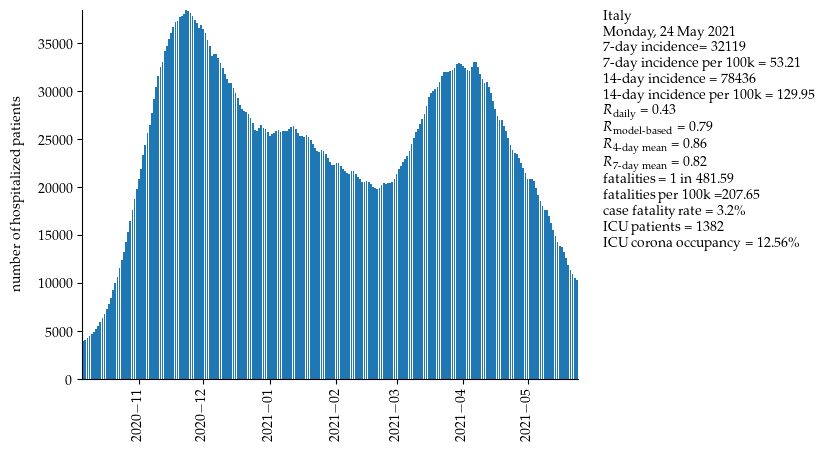 number of hospitalized patients
35000
30000
25000
20000
15000
10000
5000
0
2020−11
2020−12
2021−01
2021−02
2021−03
2021−04
2021−05
Italy
Monday, 24 May 2021
7-day incidence= 32119
7-day incidence per 100k = 53.21
14-day incidence = 78436
14-day incidence per 100k = 129.95
R daily = 0.43
R model-based = 0.79
R 4-day mean = 0.86
R 7-day mean = 0.82
fatalities = 1 in 481.59
fatalities per 100k =207.65
case fatality rate = 3.2%
ICU patients = 1382
ICU corona occupancy = 12.56%